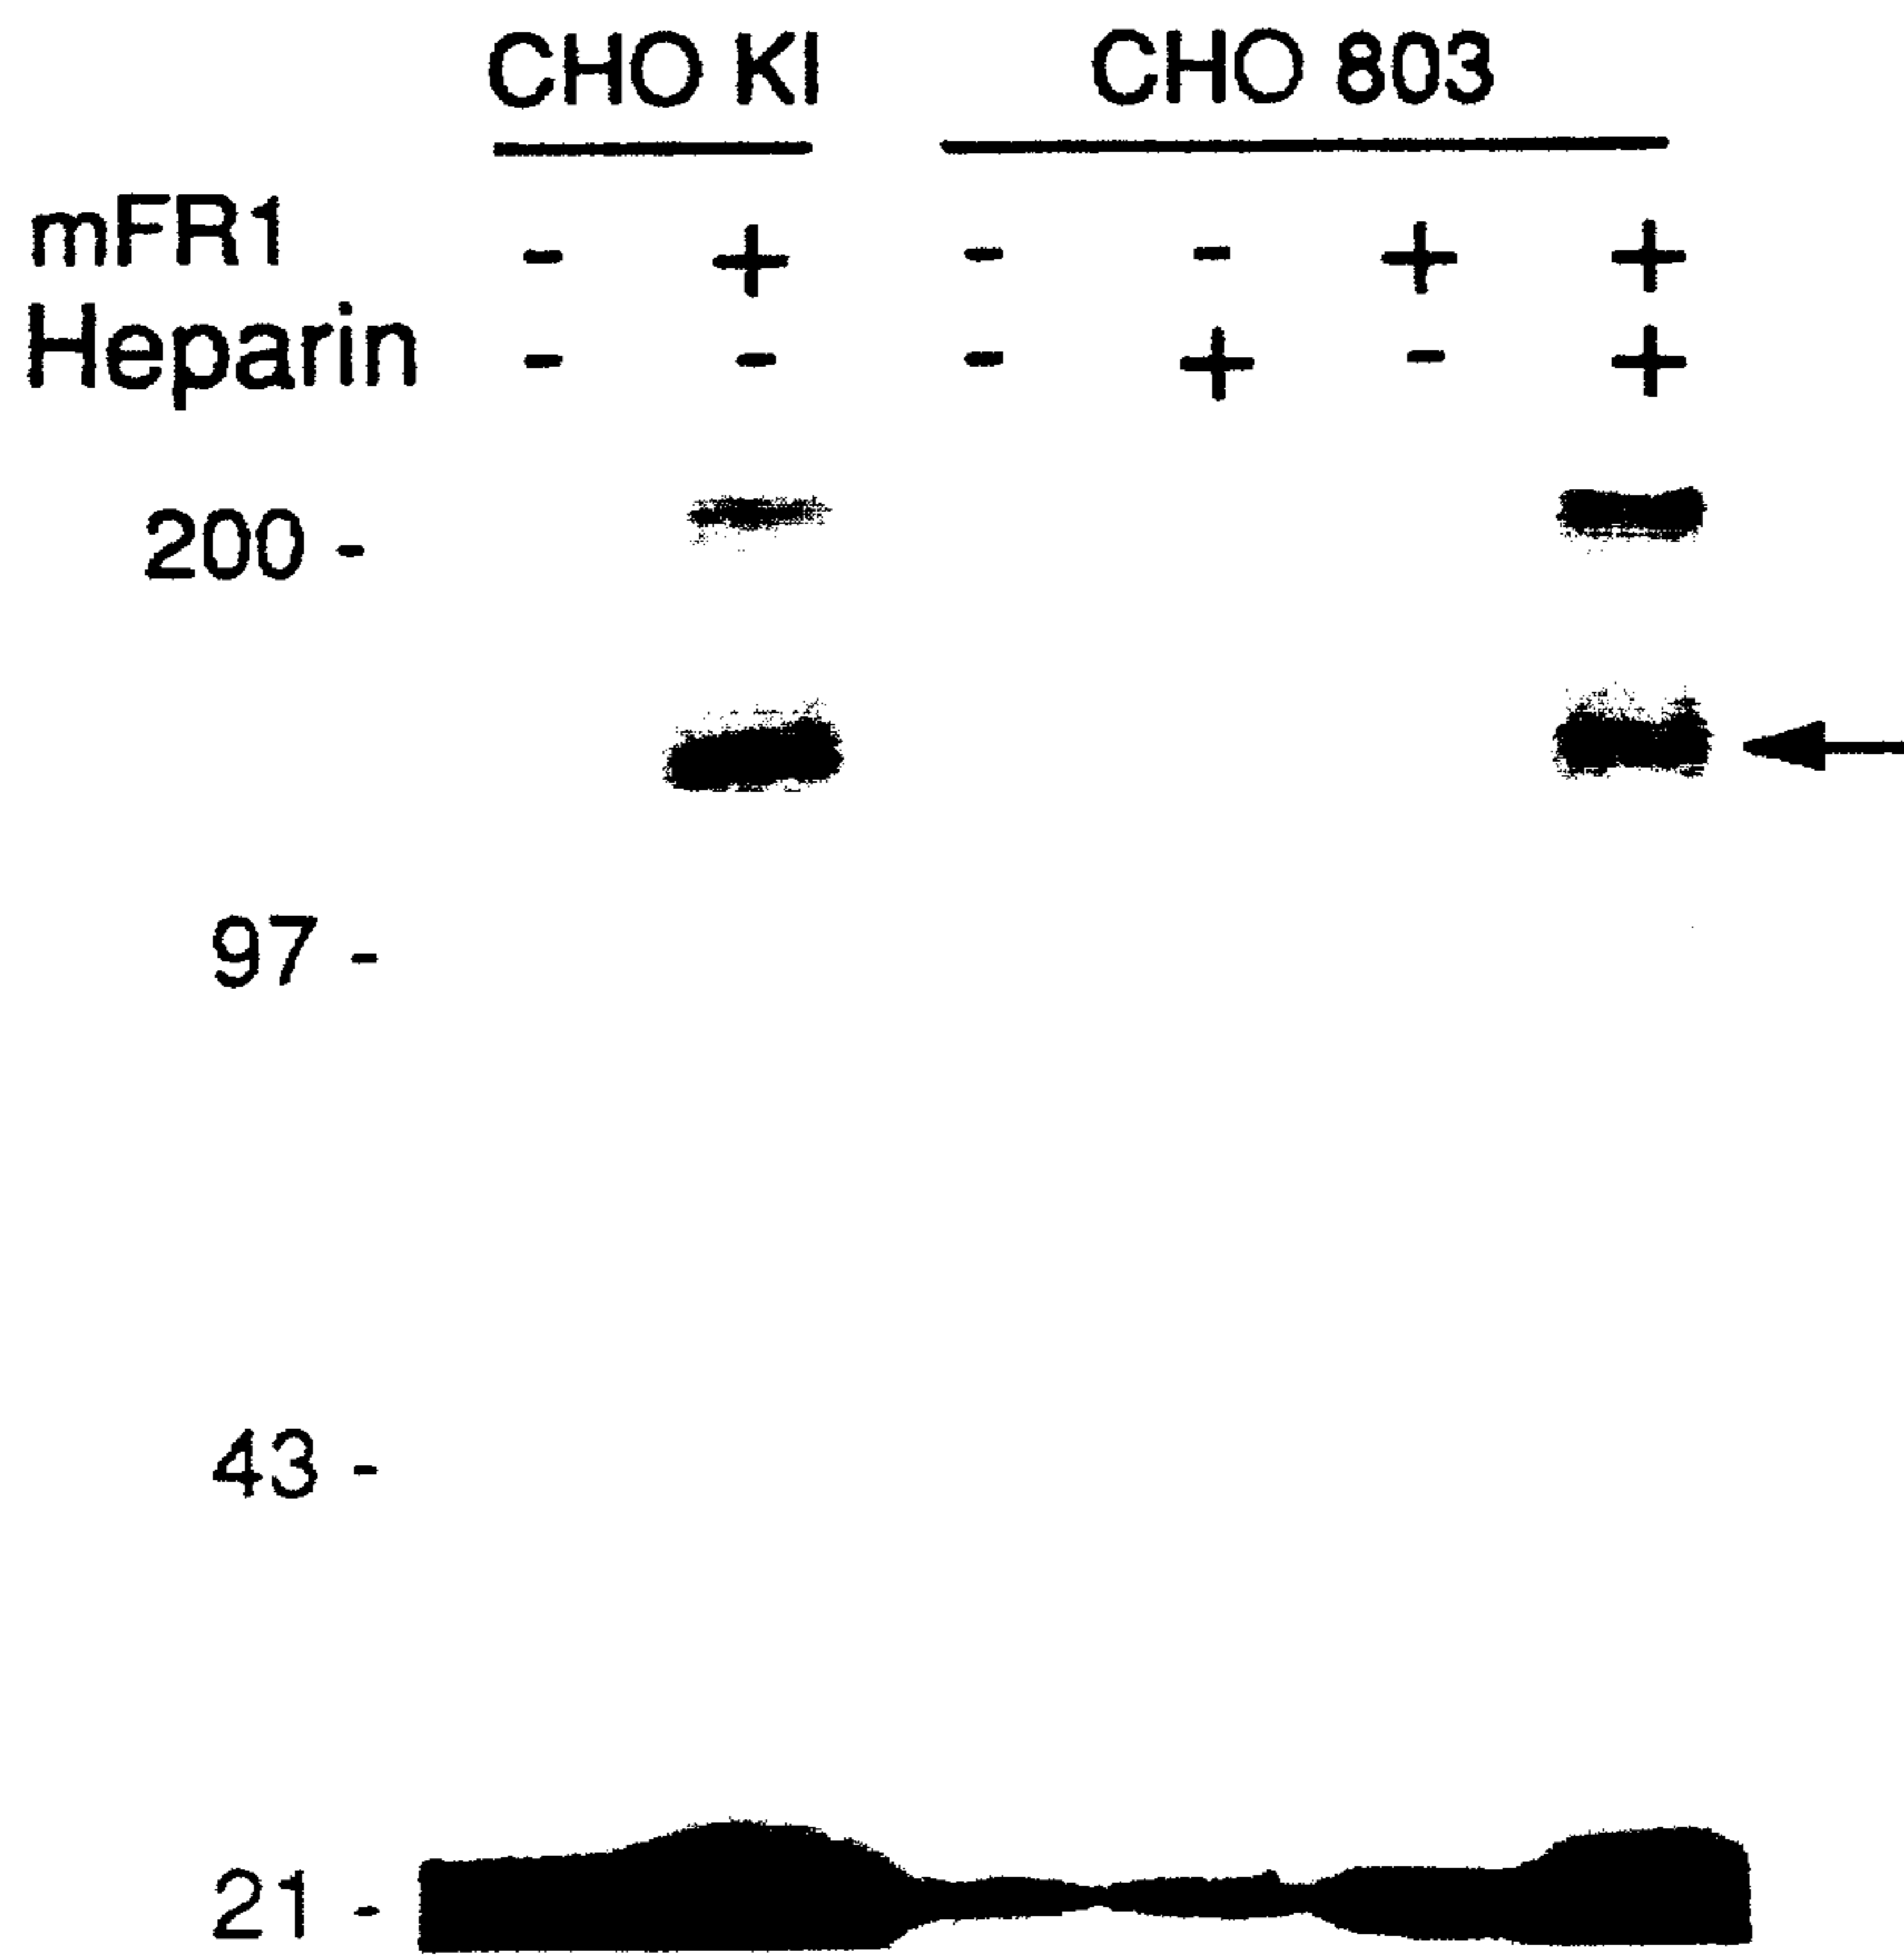 CHO KI CHO 803
mFR1 - + - - + +
Heparin - - - + - +
200 -
97 -
43 -
21 -